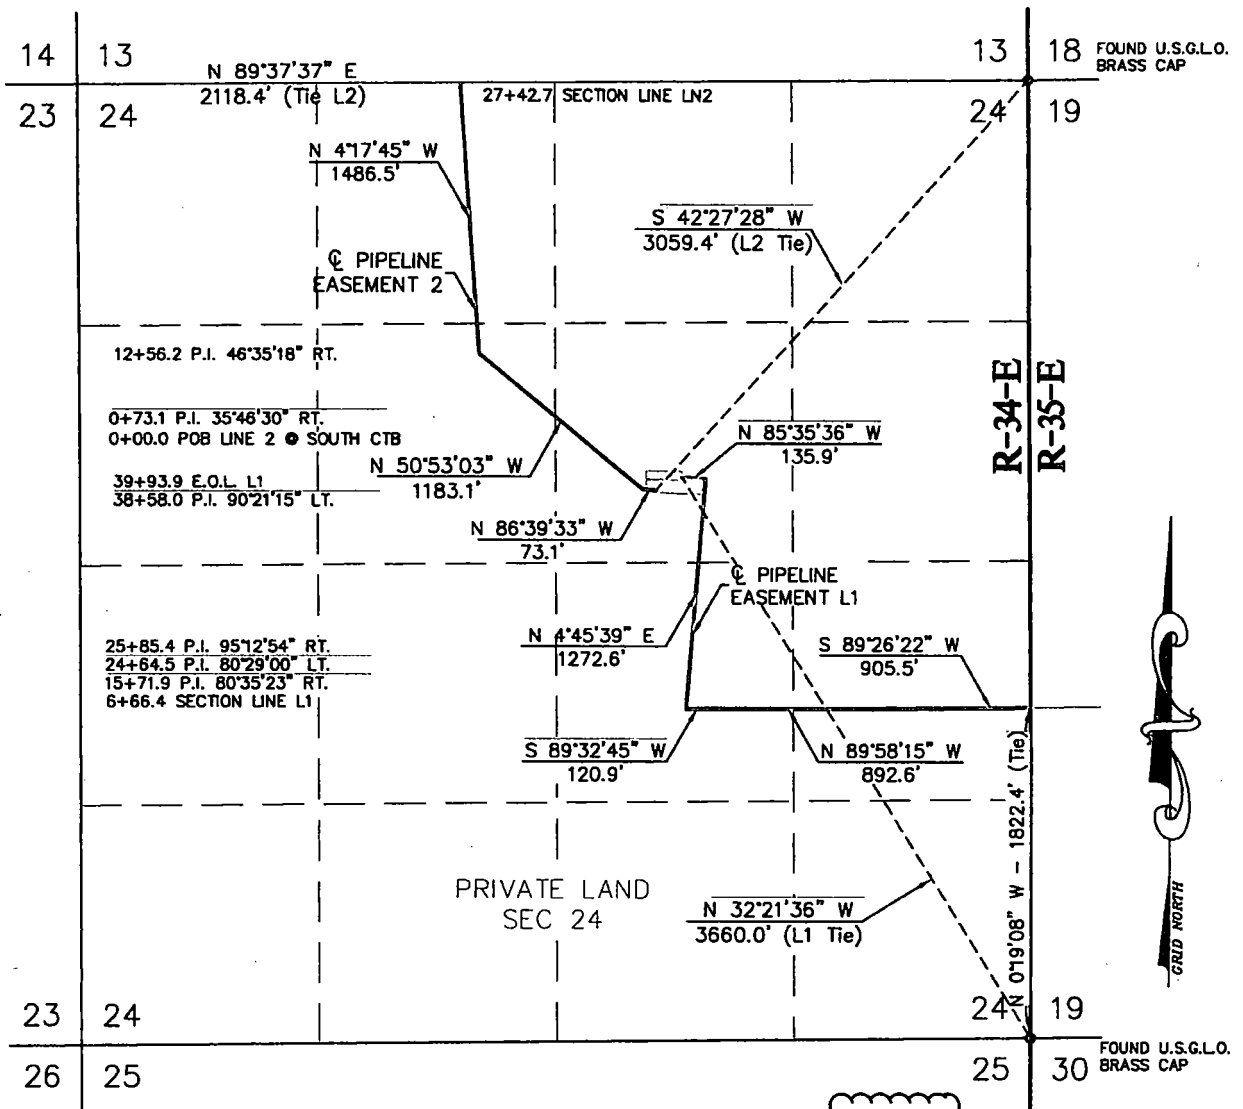 14 13
13 18 FOUND U.S.G.L.O.
BRASS CAP
N 89°37'37" E
2118.4' (Tie L2)
27+42.7 SECTION LINE LN2
23 24
24 19
N 4°17'45" W
1486.5'
S 42°27'28" W
3059.4' (L2 Tie)
℄ PIPELINE
EASEMENT 2
12+56.2 P.I. 46°35'18" RT.
R-34-E
R-35-E
0+73.1 P.I. 35°46'30" RT.
0+00.0 POB LINE 2 @ SOUTH CTB
N 85°35'36" W
135.9'
N 50°53'03" W
1183.1'
39+93.9 E.O.L. L1
38+58.0 P.I. 90°21'15" LT.
N 86°39'33" W
73.1'
℄ PIPELINE
EASEMENT L1
N 4°45'39" E
1272.6'
S 89°26'22" W
905.5'
25+85.4 P.I. 95°12'54" RT.
24+64.5 P.I. 80°29'00" LT.
15+71.9 P.I. 80°35'23" RT.
6+66.4 SECTION LINE L1
S 89°32'45" W
120.9'
N 89°58'15" W
892.6'
N 0°19'08" W - 1822.4' (Tie)
PRIVATE LAND
SEC 24
N 32°21'36" W
3660.0' (L1 Tie)
GRID NORTH
23 24
24 19
26 25
25 30 FOUND U.S.G.L.O.
BRASS CAP